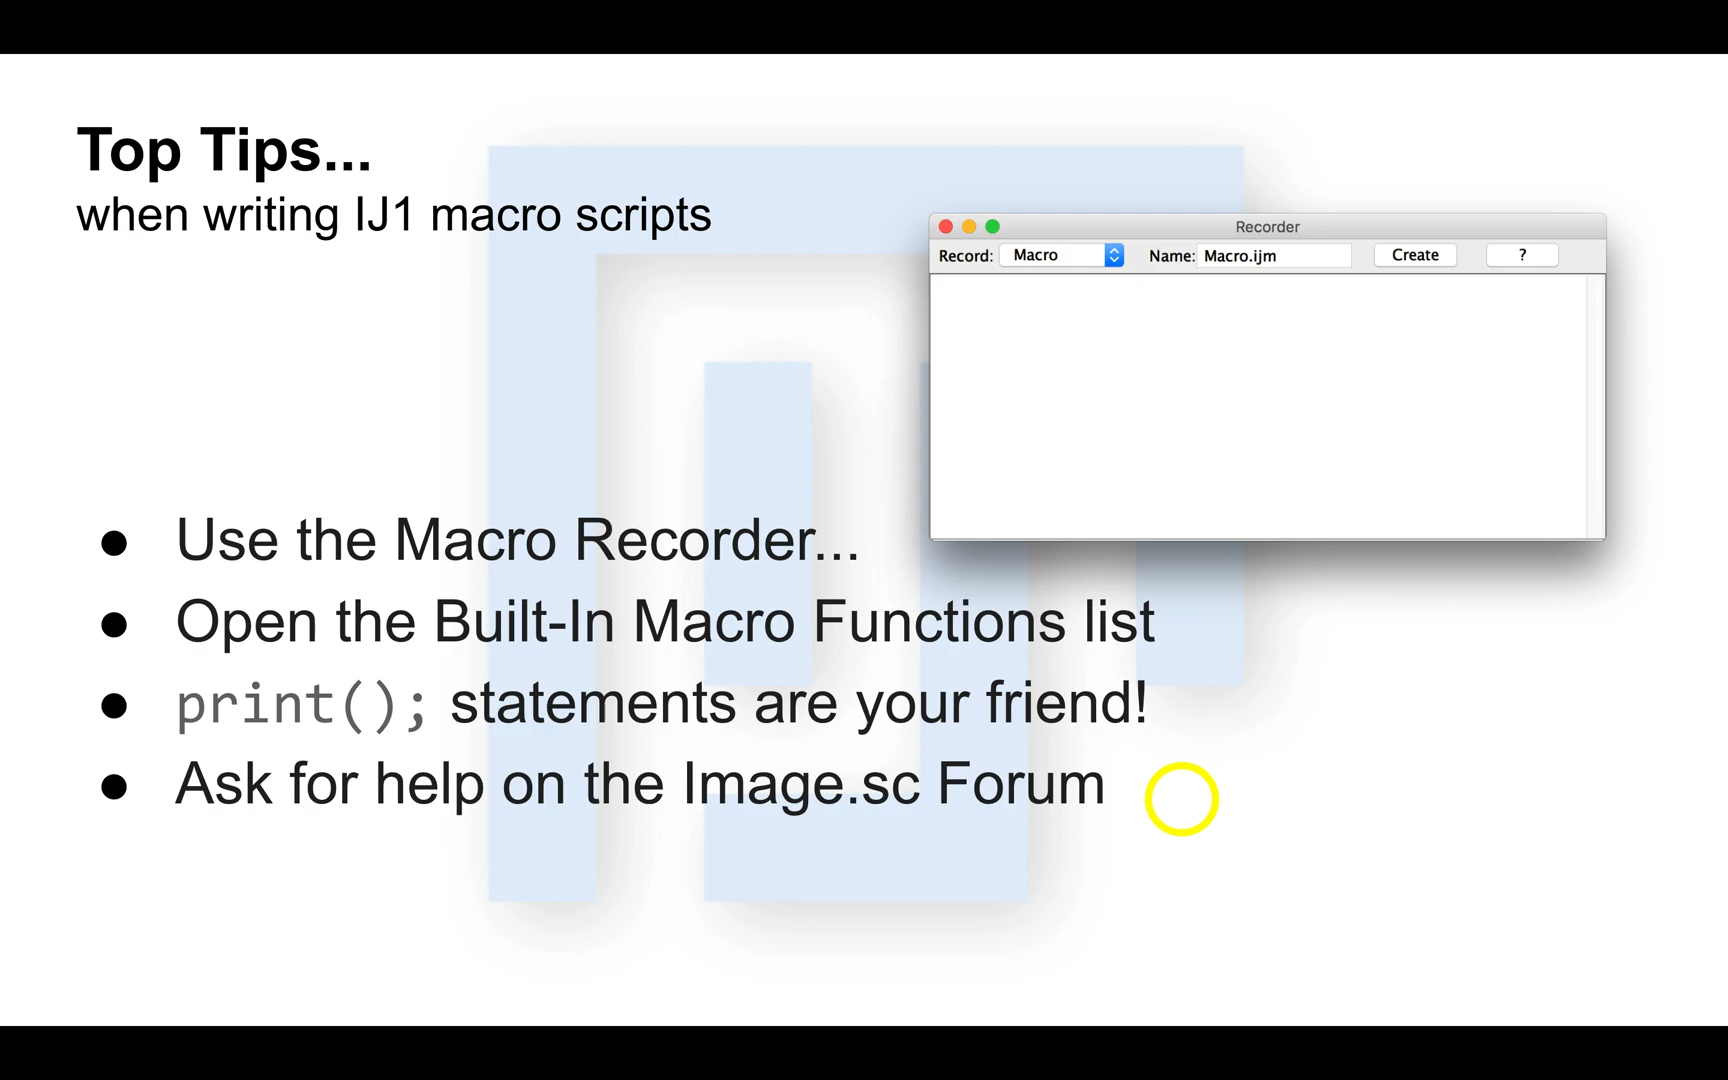 Top Tips...
when writing IJ1 macro scripts
Recorder
Record: Macro Name: Macro.ijm Create ?
● Use the Macro Recorder...
● Open the Built-In Macro Functions list
● print(); statements are your friend!
● Ask for help on the Image.sc Forum